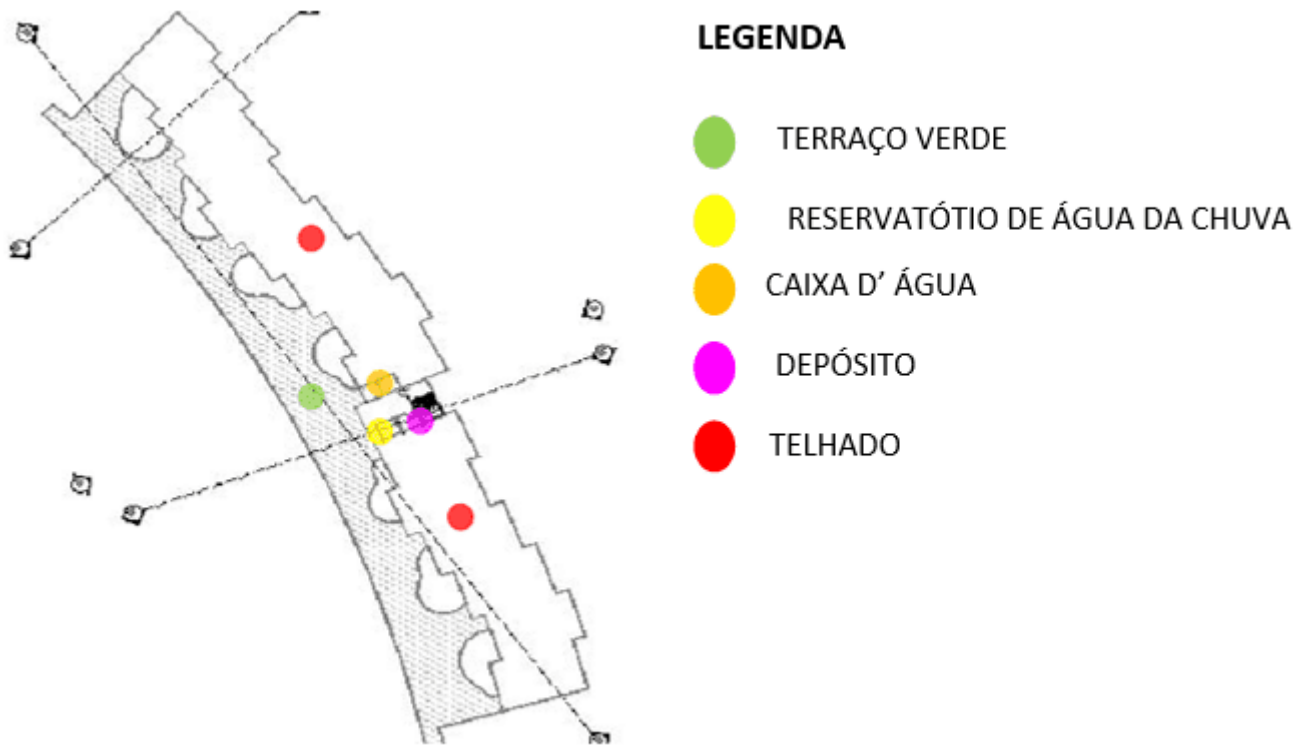 LEGENDA
TERRAÇO VERDE
RESERVATÓTIO DE ÁGUA DA CHUVA
CAIXA D’ ÁGUA
DEPÓSITO
TELHADO